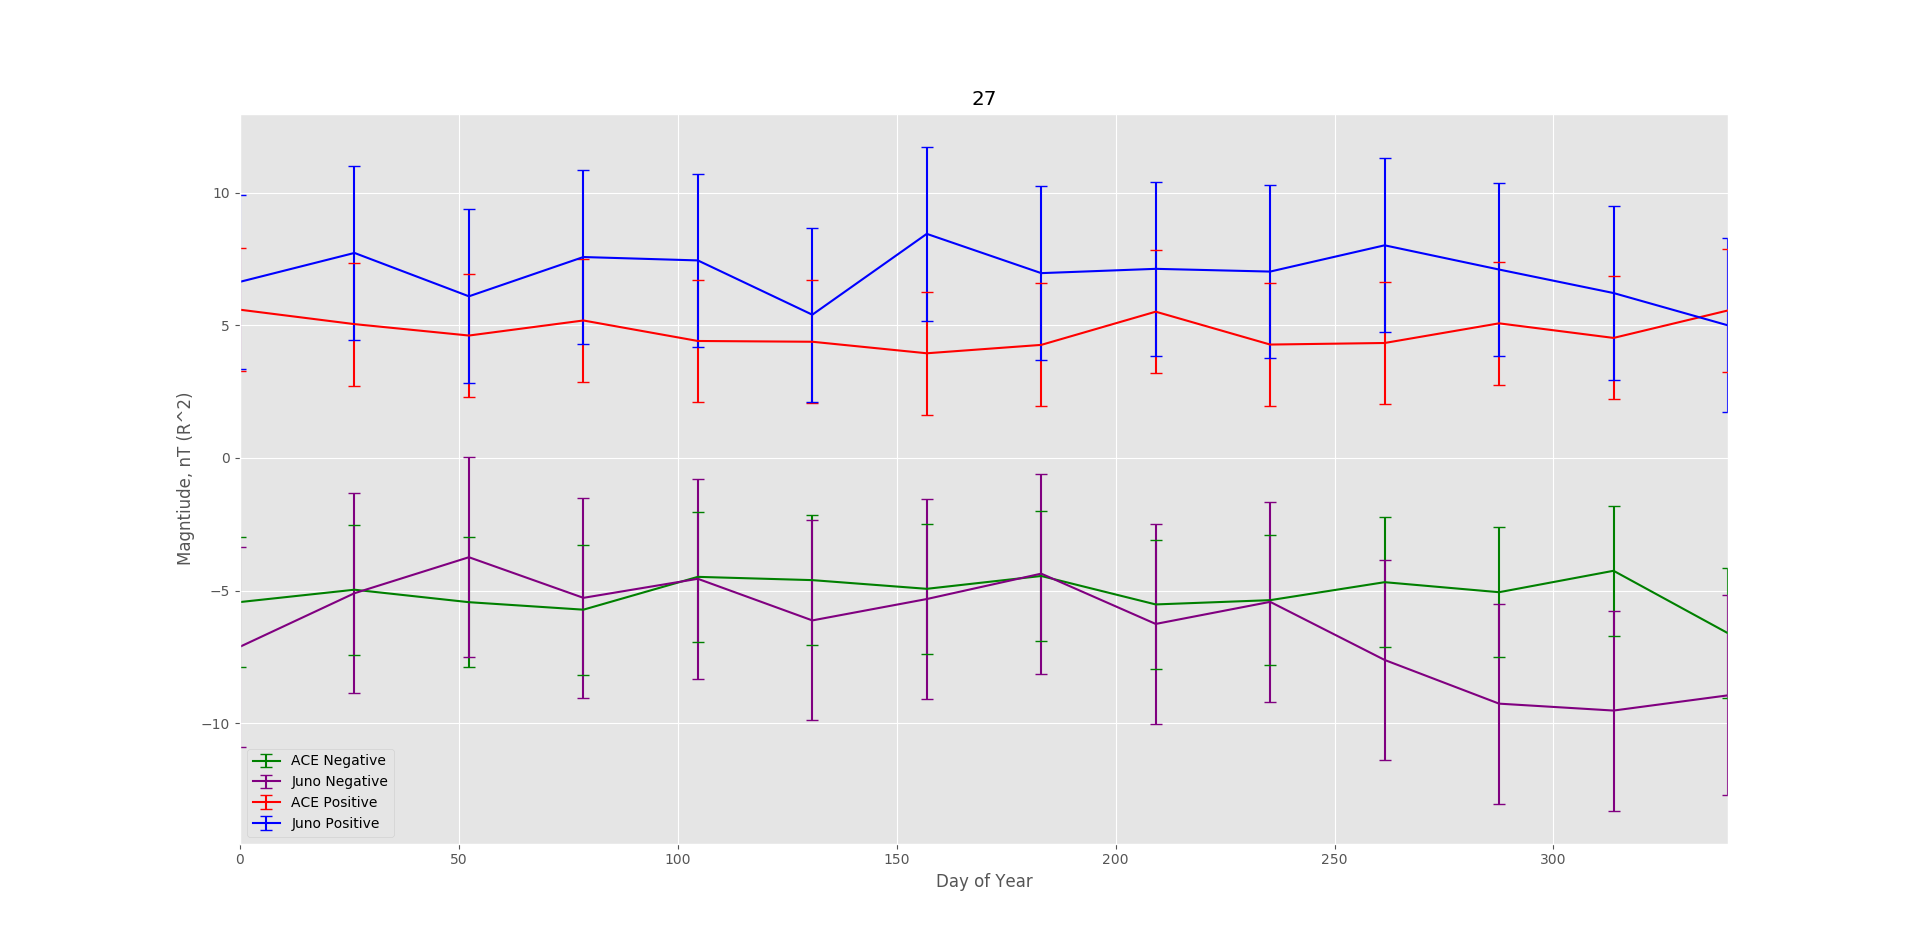 27
10
5
0
−5
−10
Magntiude, nT (R^2)
ACE Negative
Juno Negative
ACE Positive
Juno Positive
0 50 100 150 200 250 300
Day of Year